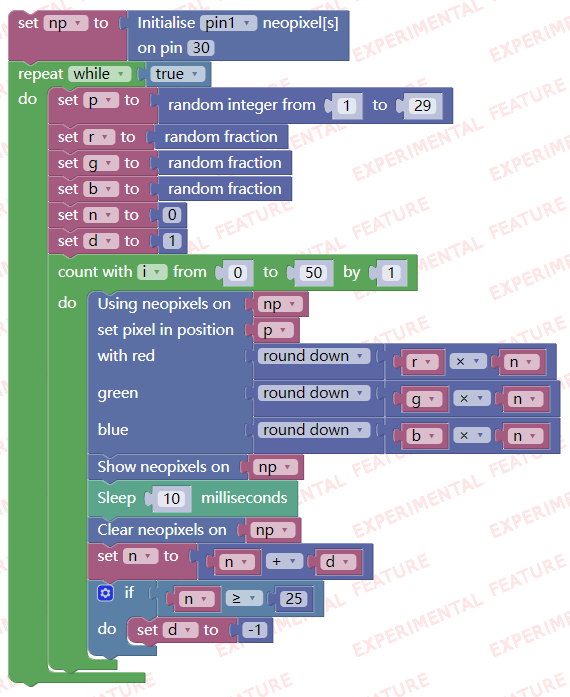 set np to Initialise pin1 neopixel[s]
on pin 30
repeat while true
do set p to random integer from 1 to 29
set r to random fraction
set g to random fraction
set b to random fraction
set n to 0
set d to 1
count with i from 0 to 50 by 1
do Using neopixels on np
set pixel in position p
with red round down r × n
green round down g × n
blue round down b × n
Show neopixels on np
Sleep 10 milliseconds
Clear neopixels on np
set n to n + d
if n ≥ 25
do set d to -1
EXPERIMENTAL FEATURE